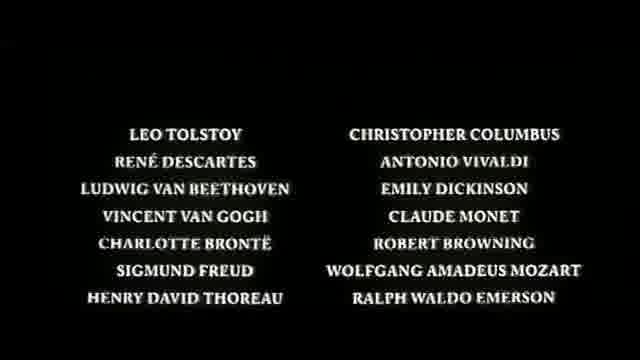 LEO TOLSTOY
RENÉ DESCARTES
LUDWIG VAN BEETHOVEN
VINCENT VAN GOGH
CHARLOTTE BRONTË
SIGMUND FREUD
HENRY DAVID THOREAU
CHRISTOPHER COLUMBUS
ANTONIO VIVALDI
EMILY DICKINSON
CLAUDE MONET
ROBERT BROWNING
WOLFGANG AMADEUS MOZART
RALPH WALDO EMERSON